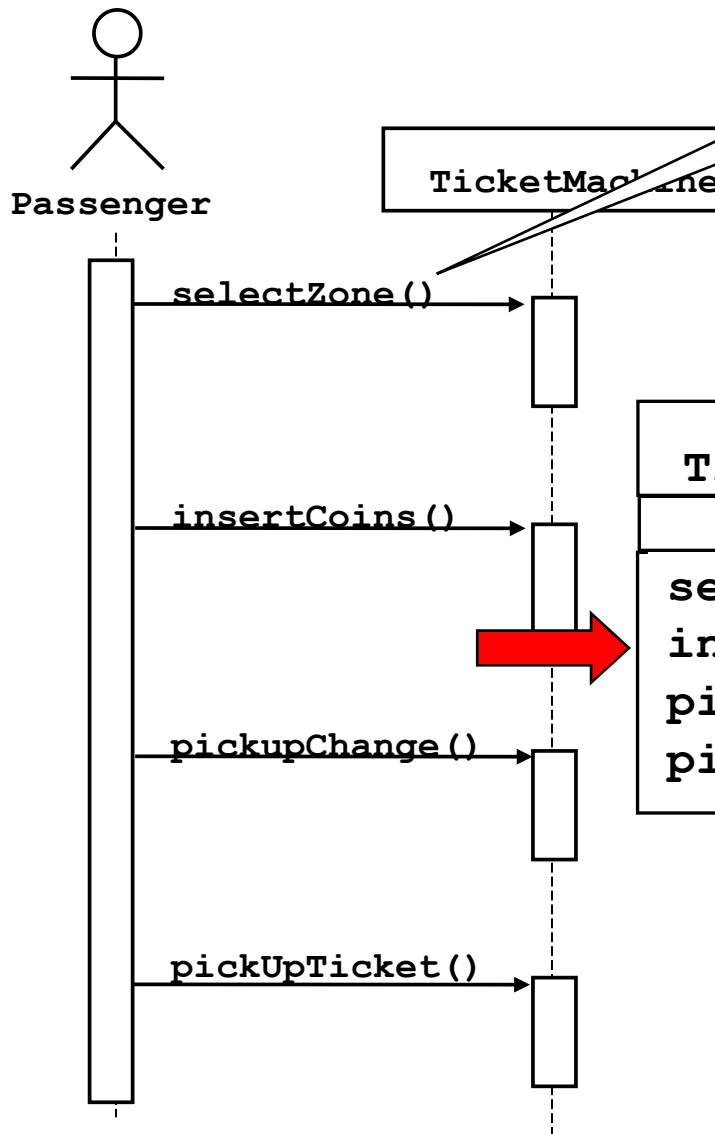 Passenger
TicketMachine
selectZone()
insertCoins()
pickupChange()
pickUpTicket()